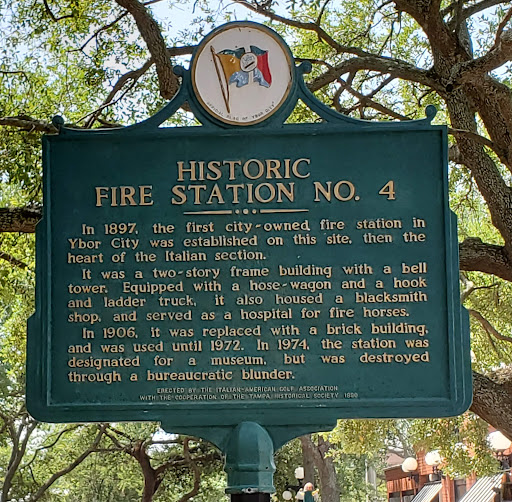 HISTORIC
FIRE STATION NO. 4
In 1897, the first city-owned fire station in
Ybor City was established on this site, then the
heart of the Italian section.
It was a two-story frame building with a bell
tower. Equipped with a hose-wagon and a hook
and ladder truck, it also housed a blacksmith
shop, and served as a hospital for fire horses.
In 1906, it was replaced with a brick building,
and was used until 1972. In 1974, the station was
designated for a museum, but was destroyed
through a bureaucratic blunder.
ERECTED BY THE ITALIAN-AMERICAN GOLF ASSOCIATION
WITH THE COOPERATION OF THE TAMPA HISTORICAL SOCIETY